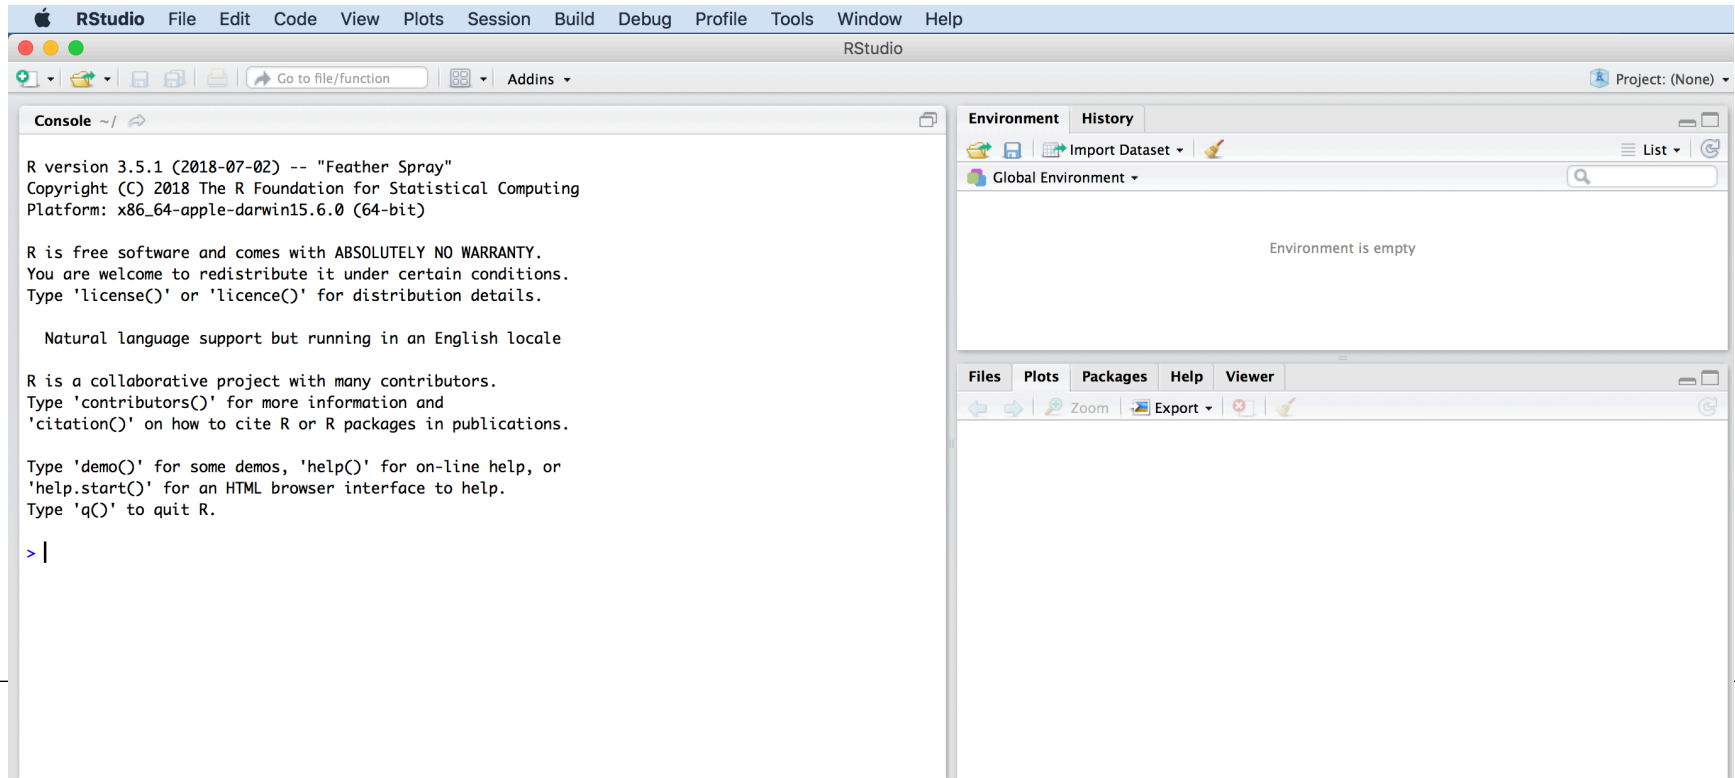 RStudio File Edit Code View Plots Session Build Debug Profile Tools Window Help
RStudio
Go to file/function Addins Project: (None)
Console ~/
R version 3.5.1 (2018-07-02) -- "Feather Spray"
Copyright (C) 2018 The R Foundation for Statistical Computing
Platform: x86_64-apple-darwin15.6.0 (64-bit)
R is free software and comes with ABSOLUTELY NO WARRANTY.
You are welcome to redistribute it under certain conditions.
Type 'license()' or 'licence()' for distribution details.
Natural language support but running in an English locale
R is a collaborative project with many contributors.
Type 'contributors()' for more information and
'citation()' on how to cite R or R packages in publications.
Type 'demo()' for some demos, 'help()' for on-line help, or
'help.start()' for an HTML browser interface to help.
Type 'q()' to quit R.
>
Environment History
Import Dataset List
Global Environment
Environment is empty
Files Plots Packages Help Viewer
Zoom Export